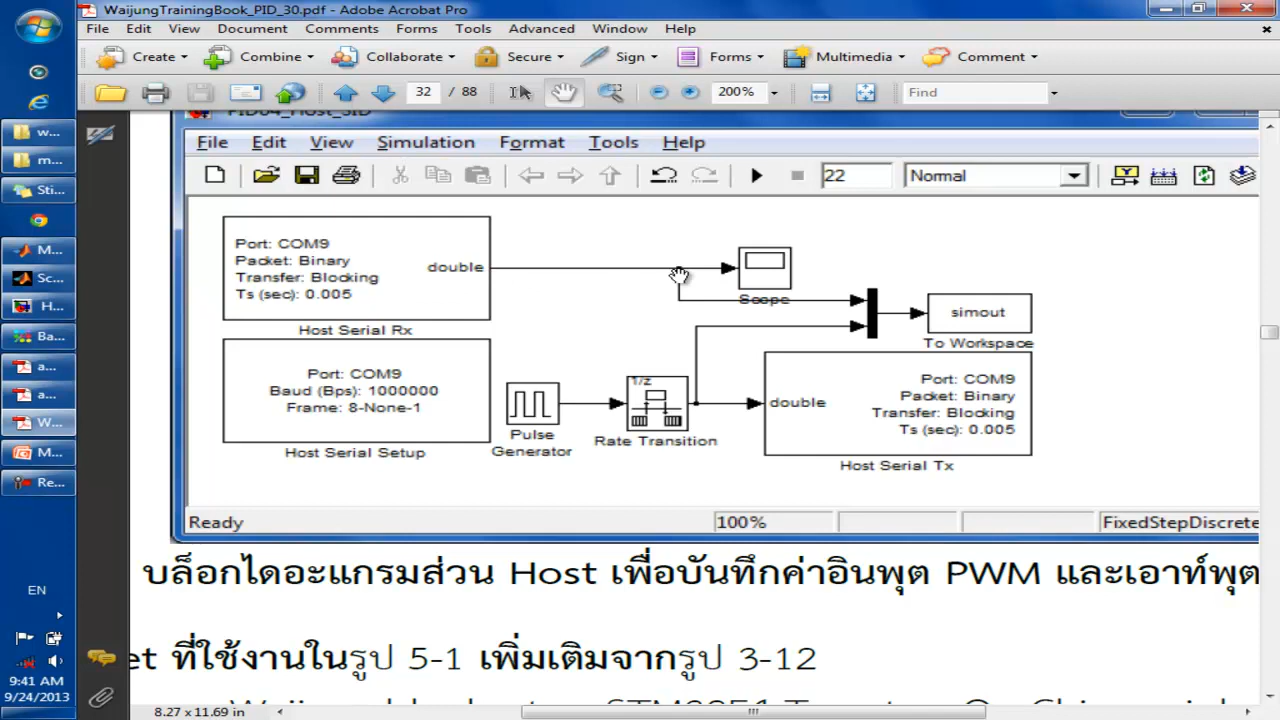 WaijungTrainingBook_PID_30.pdf - Adobe Acrobat Pro
File Edit View Document Comments Forms Tools Advanced Window Help
Create Combine Collaborate Secure Sign Forms Multimedia Comment
32 / 88 200% Find
PID04_Host_SID
File Edit View Simulation Format Tools Help
22 Normal
Port: COM9
Packet: Binary
Transfer: Blocking
Ts (sec): 0.005
double
Host Serial Rx
Scope
simout
To Workspace
Port: COM9
Baud (Bps): 1000000
Frame: 8-None-1
Host Serial Setup
Pulse
Generator
1/z
Rate Transition
double
Port: COM9
Packet: Binary
Transfer: Blocking
Ts (sec): 0.005
Host Serial Tx
Ready 100% FixedStepDiscrete
บล็อกไดอะแกรมส่วน Host เพื่อบันทึกค่าอินพุต PWM และเอาท์พุต
et ที่ใช้งานในรูป 5-1 เพิ่มเติมจากรูป 3-12
8.27 x 11.69 in
w...
m...
Sti...
M...
Sc...
H...
Ba...
a...
a...
W...
M...
Re...
EN
9:41 AM
9/24/2013